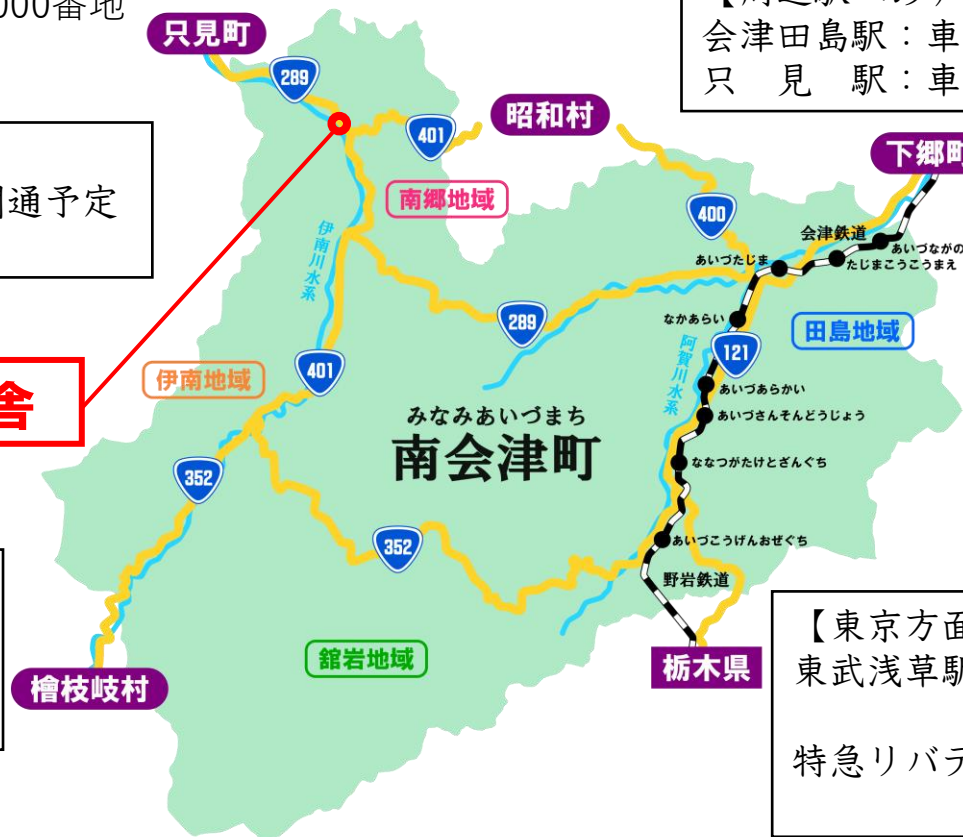 000番地
会津田島駅：車
只　見　駅：車
只見町
289
昭和村
401
下郷町
開通予定
南郷地域
400
会津鉄道
あいづたじま
あいづながの
たじまこうこうまえ
伊南川水系
なかあらい
289
121
田島地域
阿賀川水系
舎
伊南地域
401
あいづあらかい
みなみあいづまち
南会津町
あいづさんそんどうじょう
352
ななつがたけとざんぐち
352
あいづこうげんおぜぐち
野岩鉄道
舘岩地域
檜枝岐村
栃木県
【東京方面
東武浅草駅
特急リバテ